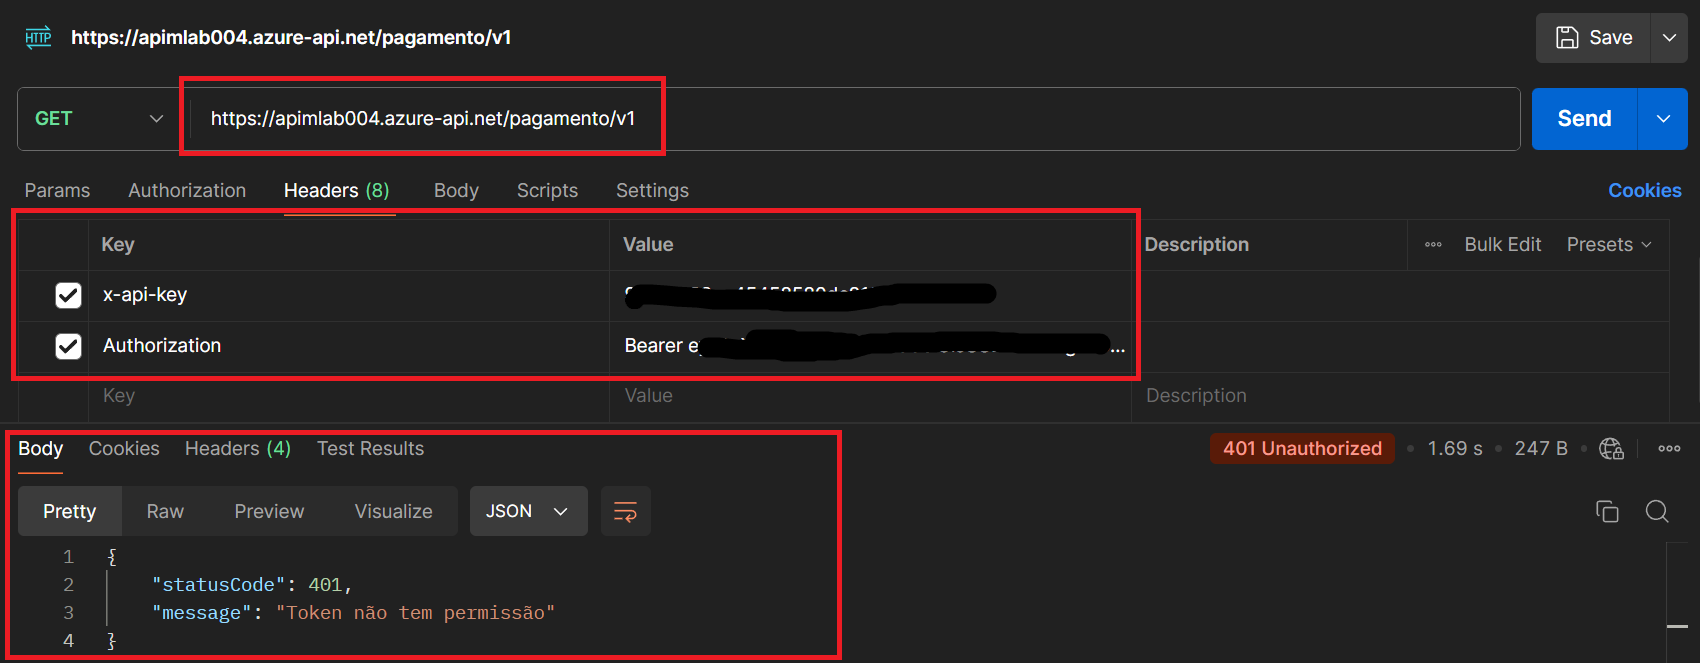 HTTP https://apimlab004.azure-api.net/pagamento/v1 Save
GET https://apimlab004.azure-api.net/pagamento/v1 Send
Params Authorization Headers (8) Body Scripts Settings Cookies
Key Value Description Bulk Edit Presets
x-api-key
Authorization Bearer
Key Value Description
Body Cookies Headers (4) Test Results 401 Unauthorized 1.69 s 247 B
Pretty Raw Preview Visualize JSON
1 {
2 "statusCode": 401,
3 "message": "Token não tem permissão"
4 }